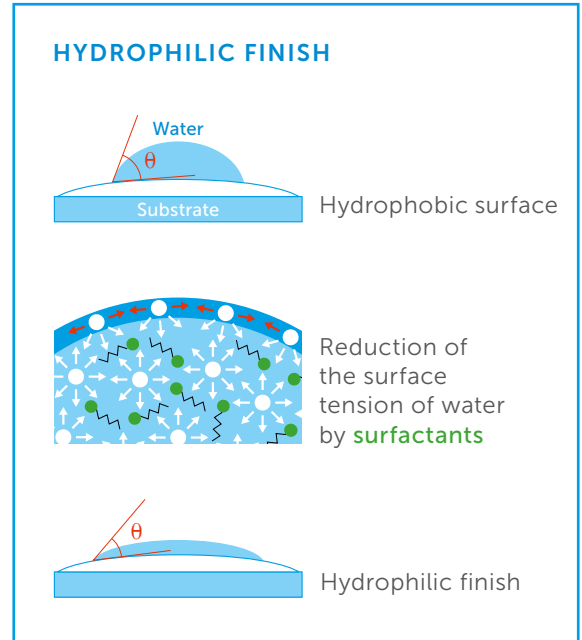 HYDROPHILIC FINISH
Water
θ
Substrate
Hydrophobic surface
Reduction of
the surface
tension of water
by surfactants
θ
Hydrophilic finish